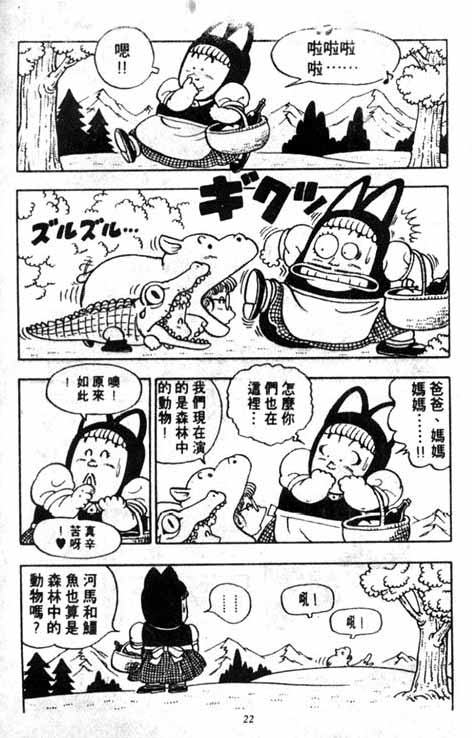 啦啦啦
啦……
嗯
!!
ギクッ
ズルズル…
爸爸、媽
媽……!!
怎麼你
們也在
這裡…
我們現在演
的是森林中
的動物!
噢!
原來
如此
!
真辛
苦呀
!♥
吼!
吼!
……
河馬和鱷
魚也算是
森林中的
動物嗎?
22